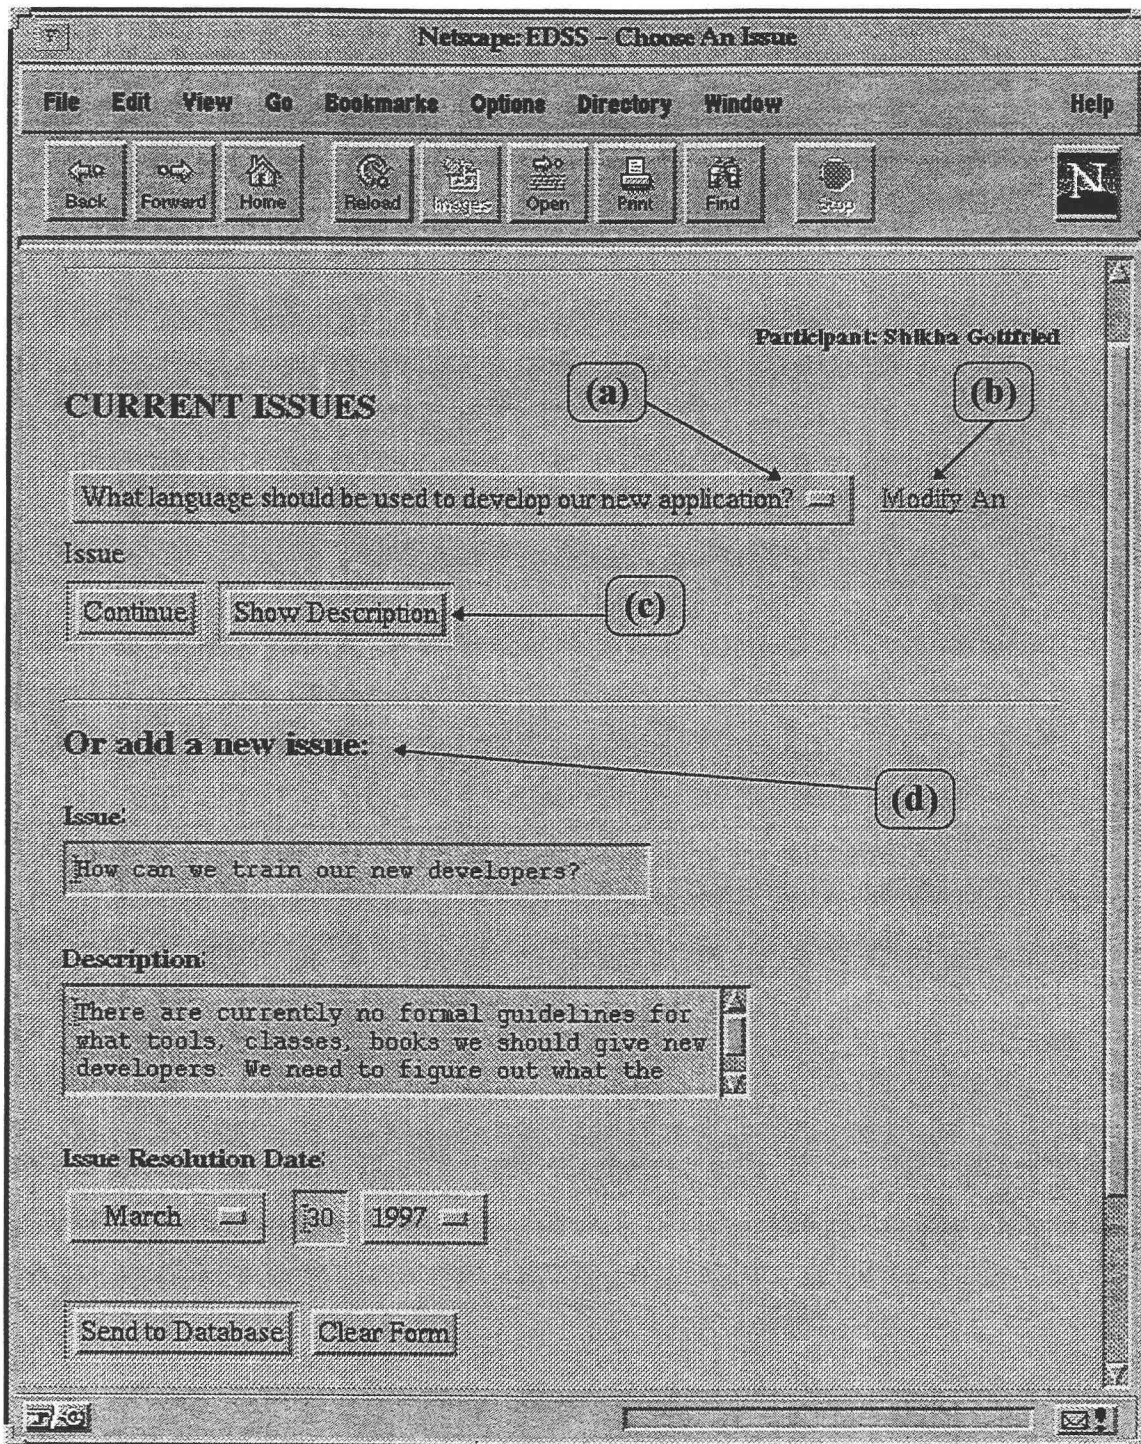 Netscape: EDSS – Choose An Issue
File Edit View Go Bookmarks Options Directory Window Help
Back Forward Home Reload Images Open Print Find Stop
N
Participant: Shikha Gottfried
(a) (b)
CURRENT ISSUES
What language should be used to develop our new application? Modify An
Issue
Continue Show Description (c)
Or add a new issue:
(d)
Issue:
How can we train our new developers?
Description:
There are currently no formal guidelines for
what tools, classes, books we should give new
developers. We need to figure out what the
Issue Resolution Date:
March 30 1997
Send to Database Clear Form